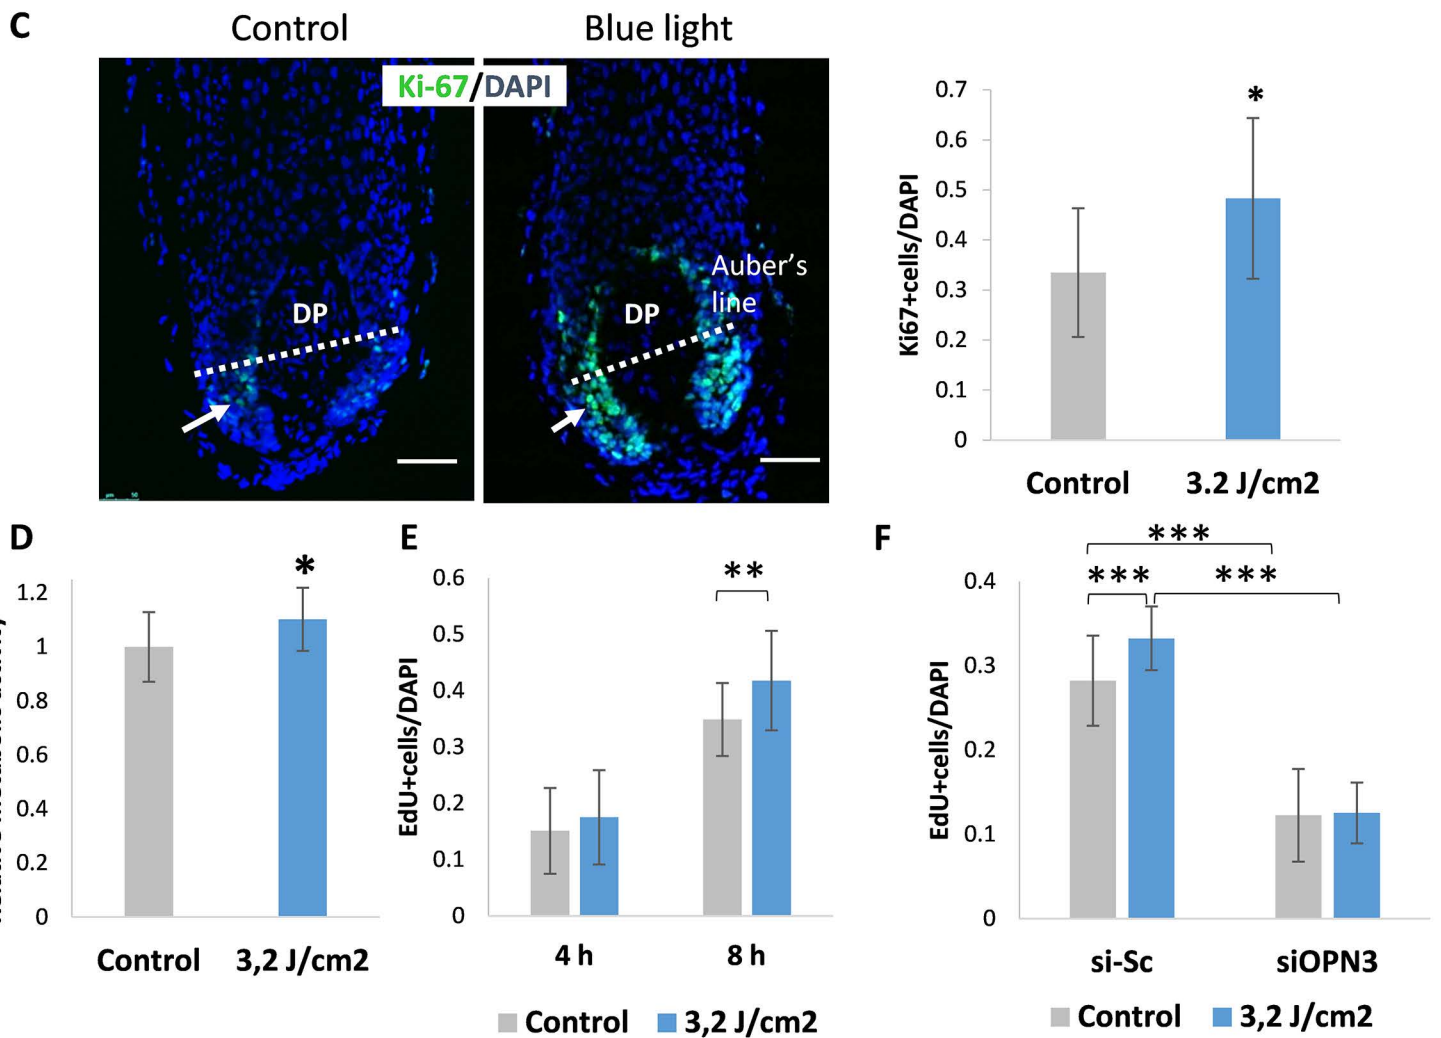 C
Control
Blue light
Ki-67/DAPI
Auber's
line
DP
DP
Ki67+cells/DAPI
0.7
0.6
0.5
0.4
0.3
0.2
0.1
0
*
Control
3.2 J/cm2
D
1.2
1
0.8
0.6
0.4
0.2
0
*
Control
3,2 J/cm2
E
EdU+cells/DAPI
0.6
0.5
0.4
0.3
0.2
0.1
0
**
4 h
8 h
Control
3,2 J/cm2
F
EdU+cells/DAPI
0.4
0.3
0.2
0.1
0
***
***
***
si-Sc
siOPN3
Control
3,2 J/cm2